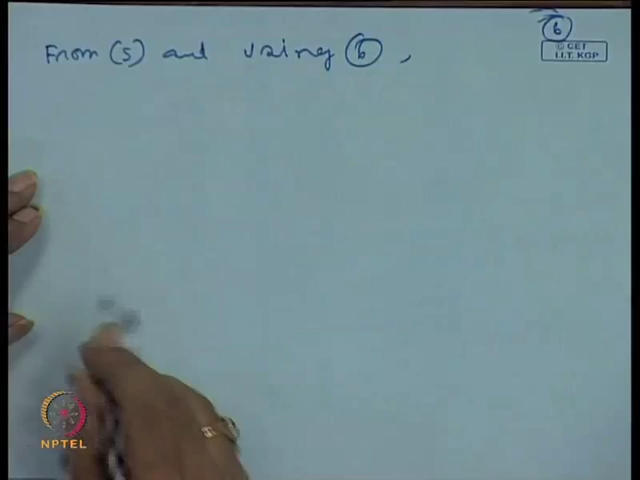 6
© CET
I.I.T. KGP
From (5) and using 6,
NPTEL